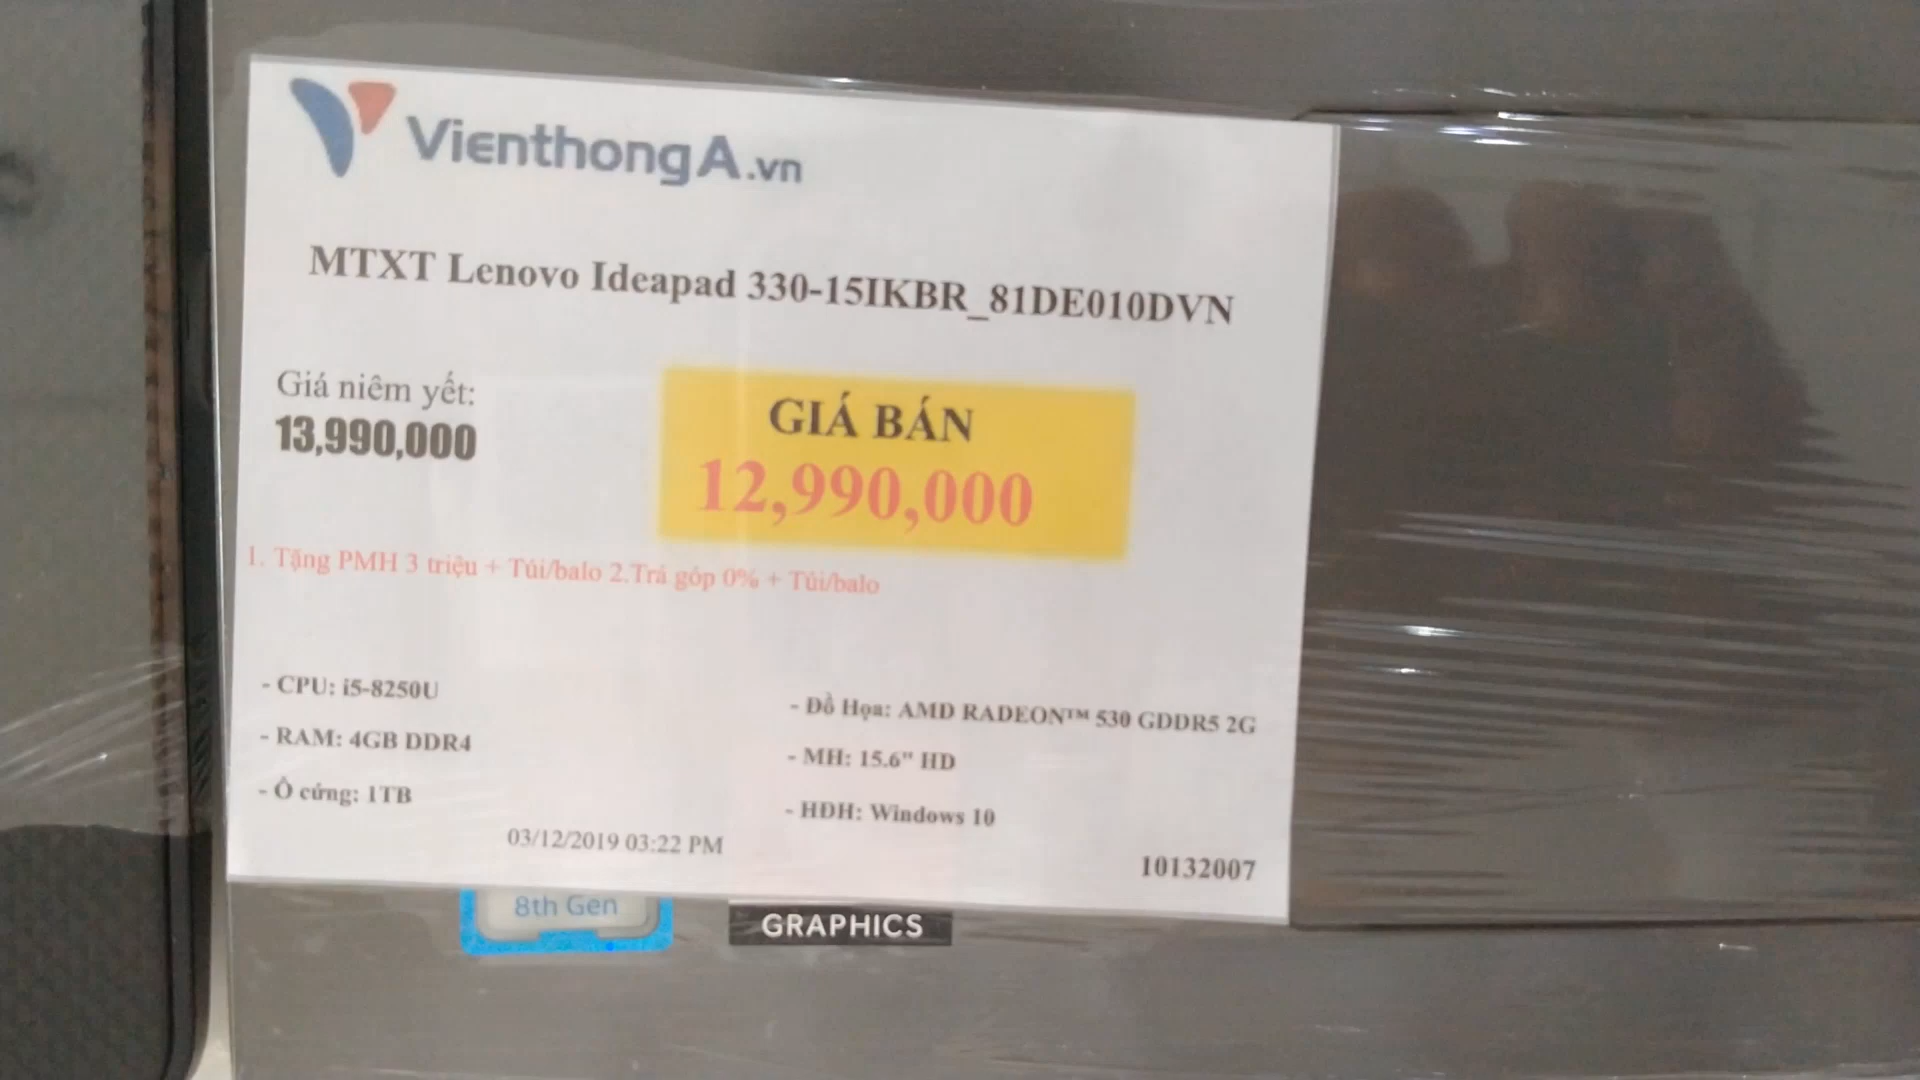 VienthongA.vn
MTXT Lenovo Ideapad 330-15IKBR_81DE010DVN
Giá niêm yết:
13,990,000
GIÁ BÁN
12,990,000
1. Tặng PMH 3 triệu + Túi/balo 2.Trả góp 0% + Túi/balo
- CPU: i5-8250U
- RAM: 4GB DDR4
- Ô cứng: 1TB
- Đồ Họa: AMD RADEON™ 530 GDDR5 2G
- MH: 15.6" HD
- HĐH: Windows 10
03/12/2019 03:22 PM
10132007
8th Gen
GRAPHICS